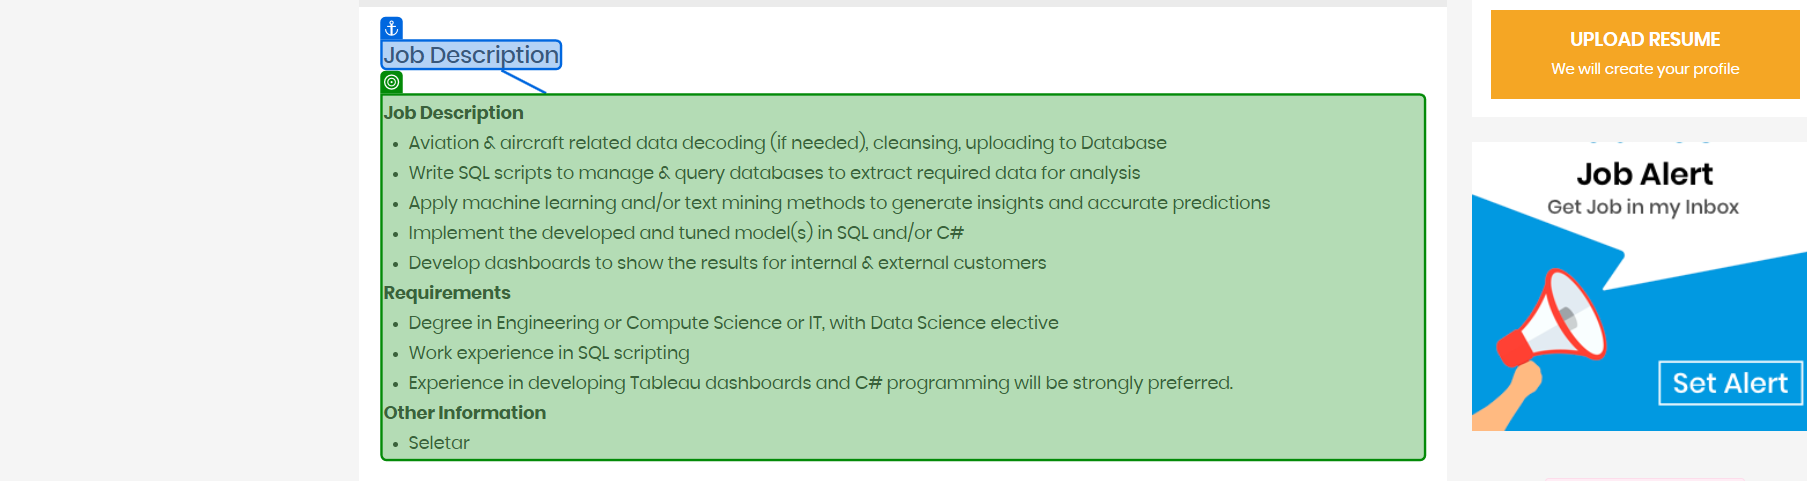 Job Description
Job Description
Aviation & aircraft related data decoding (if needed), cleansing, uploading to Database
Write SQL scripts to manage & query databases to extract required data for analysis
Apply machine learning and/or text mining methods to generate insights and accurate predictions
Implement the developed and tuned model(s) in SQL and/or C#
Develop dashboards to show the results for internal & external customers
Requirements
Degree in Engineering or Compute Science or IT, with Data Science elective
Work experience in SQL scripting
Experience in developing Tableau dashboards and C# programming will be strongly preferred.
Other Information
Seletar
UPLOAD RESUME
We will create your profile
Job Alert
Get Job in my Inbox
Set Alert